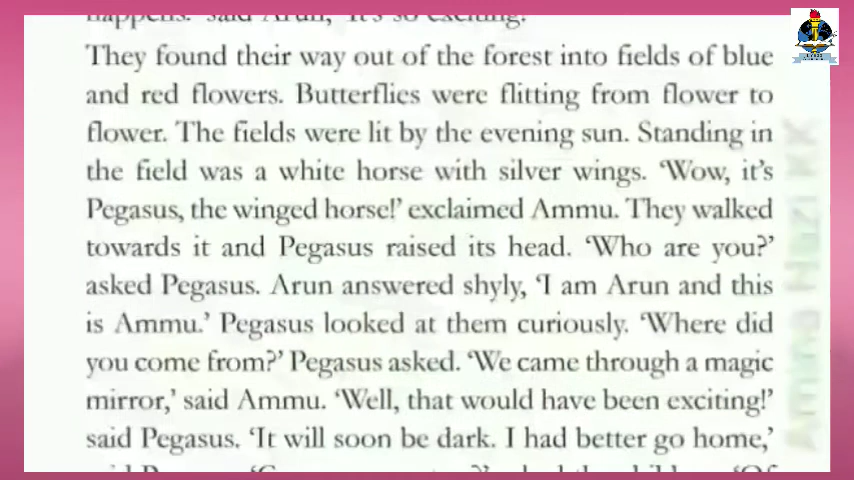 happens.' said Arun, 'It's so exciting.'
They found their way out of the forest into fields of blue
and red flowers. Butterflies were flitting from flower to
flower. The fields were lit by the evening sun. Standing in
the field was a white horse with silver wings. 'Wow, it's
Pegasus, the winged horse!' exclaimed Ammu. They walked
towards it and Pegasus raised its head. 'Who are you?'
asked Pegasus. Arun answered shyly, 'I am Arun and this
is Ammu.' Pegasus looked at them curiously. 'Where did
you come from?' Pegasus asked. 'We came through a magic
mirror,' said Ammu. 'Well, that would have been exciting!'
said Pegasus. 'It will soon be dark. I had better go home,'
Amina Nazi KK